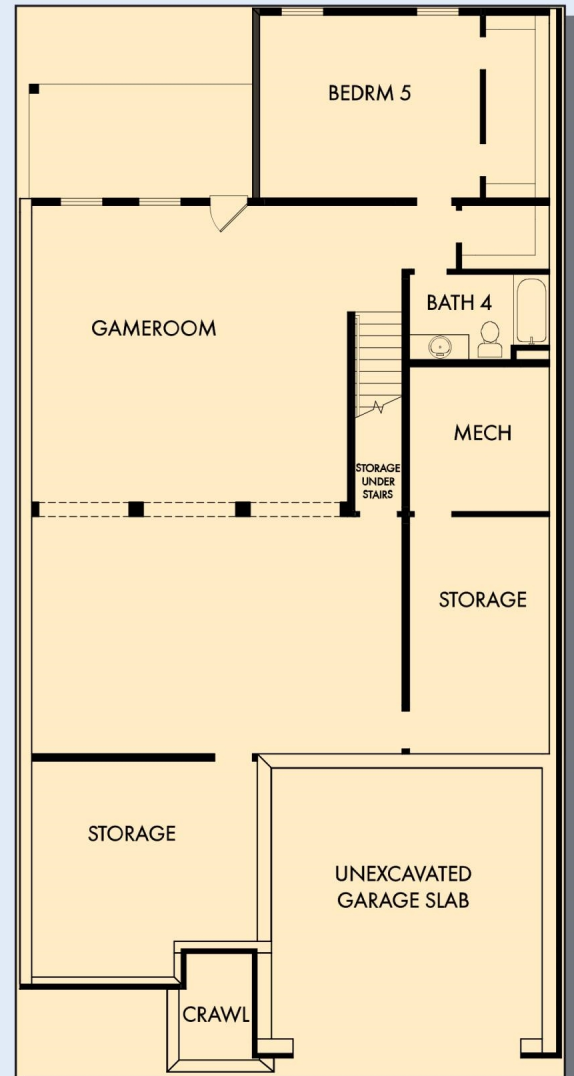 BEDRM 5
GAMEROOM
BATH 4
MECH
STORAGE
UNDER
STAIRS
STORAGE
STORAGE
UNEXCAVATED
GARAGE SLAB
CRAWL